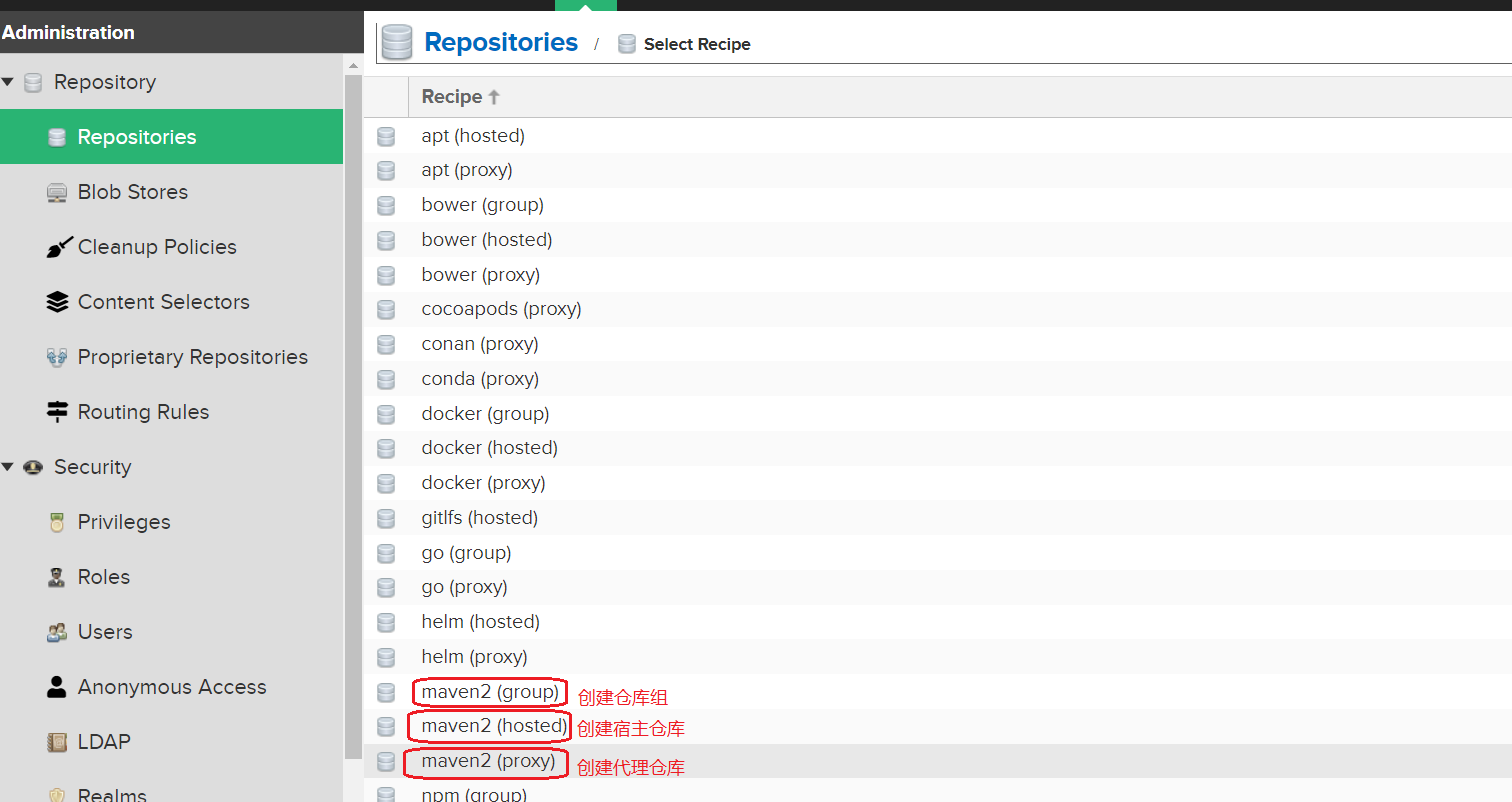 Administration
Repository
Repositories
Blob Stores
Cleanup Policies
Content Selectors
Proprietary Repositories
Routing Rules
Security
Privileges
Roles
Users
Anonymous Access
LDAP
Realms
Repositories / Select Recipe
Recipe
apt (hosted)
apt (proxy)
bower (group)
bower (hosted)
bower (proxy)
cocoapods (proxy)
conan (proxy)
conda (proxy)
docker (group)
docker (hosted)
docker (proxy)
gitlfs (hosted)
go (group)
go (proxy)
helm (hosted)
helm (proxy)
maven2 (group) 创建仓库组
maven2 (hosted) 创建宿主仓库
maven2 (proxy) 创建代理仓库
npm (group)